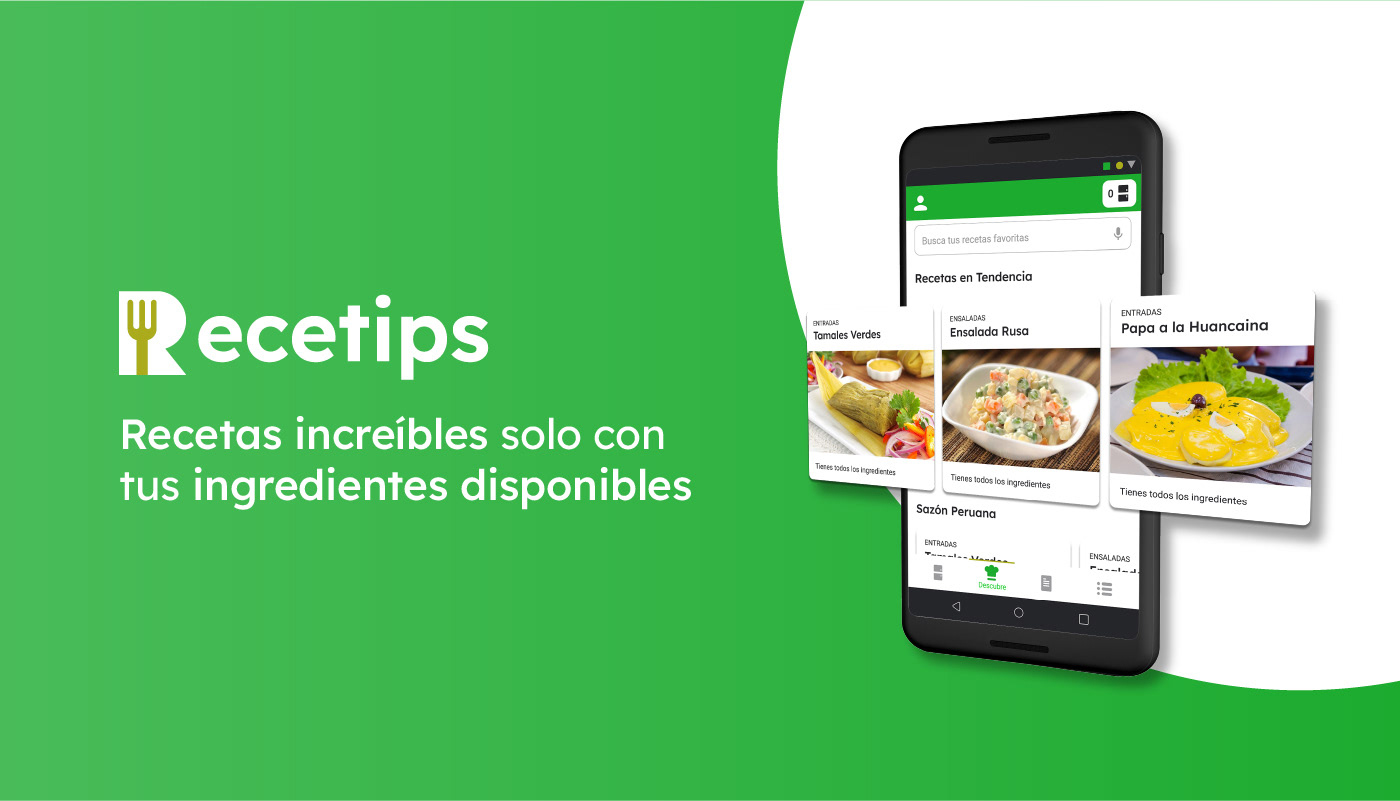 Recetips
Recetas increíbles solo con
tus ingredientes disponibles
0
Busca tus recetas favoritas
Recetas en Tendencia
ENTRADAS
Tamales Verdes
Tienes todos los ingredientes
ENSALADAS
Ensalada Rusa
Tienes todos los ingredientes
ENTRADAS
Papa a la Huancaina
Tienes todos los ingredientes
Sazón Peruana
ENTRADAS
Tamales Verdes
ENSALADAS
Descubre